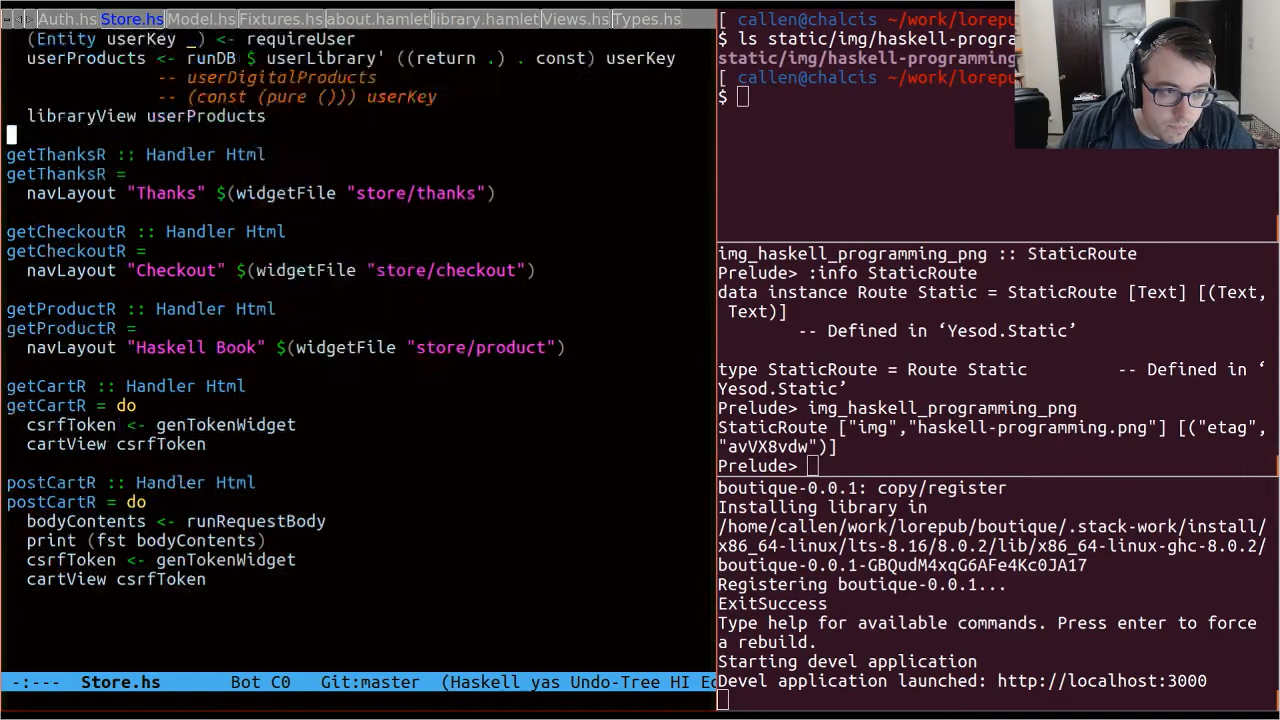 Auth.hs Store.hs Model.hs Fixtures.hs about.hamlet library.hamlet Views.hs Types.hs
(Entity userKey _) <- requireUser
userProducts <- runDB $ userLibrary' ((return .) . const) userKey
-- userDigitalProducts
-- (const (pure ())) userKey
libraryView userProducts
getThanksR :: Handler Html
getThanksR =
navLayout "Thanks" $(widgetFile "store/thanks")
getCheckoutR :: Handler Html
getCheckoutR =
navLayout "Checkout" $(widgetFile "store/checkout")
getProductR :: Handler Html
getProductR =
navLayout "Haskell Book" $(widgetFile "store/product")
getCartR :: Handler Html
getCartR = do
csrfToken <- genTokenWidget
cartView csrfToken
postCartR :: Handler Html
postCartR = do
bodyContents <- runRequestBody
print (fst bodyContents)
csrfToken <- genTokenWidget
cartView csrfToken
-:--- Store.hs Bot C0 Git:master (Haskell yas Undo-Tree HI Ed
[ callen@chalcis ~/work/lorepu
$ ls static/img/haskell-progra
static/img/haskell-programming
[ callen@chalcis ~/work/lorepu
$
img_haskell_programming_png :: StaticRoute
Prelude> :info StaticRoute
data instance Route Static = StaticRoute [Text] [(Text,
Text)]
-- Defined in ‘Yesod.Static’
type StaticRoute = Route Static -- Defined in ‘
Yesod.Static’
Prelude> img_haskell_programming_png
StaticRoute ["img","haskell-programming.png"] [("etag",
"avVX8vdw")]
Prelude>
boutique-0.0.1: copy/register
Installing library in
/home/callen/work/lorepub/boutique/.stack-work/install/
x86_64-linux/lts-8.16/8.0.2/lib/x86_64-linux-ghc-8.0.2/
boutique-0.0.1-GBQudM4xqG6AFe4Kc0JA17
Registering boutique-0.0.1...
ExitSuccess
Type help for available commands. Press enter to force
a rebuild.
Starting devel application
Devel application launched: http://localhost:3000